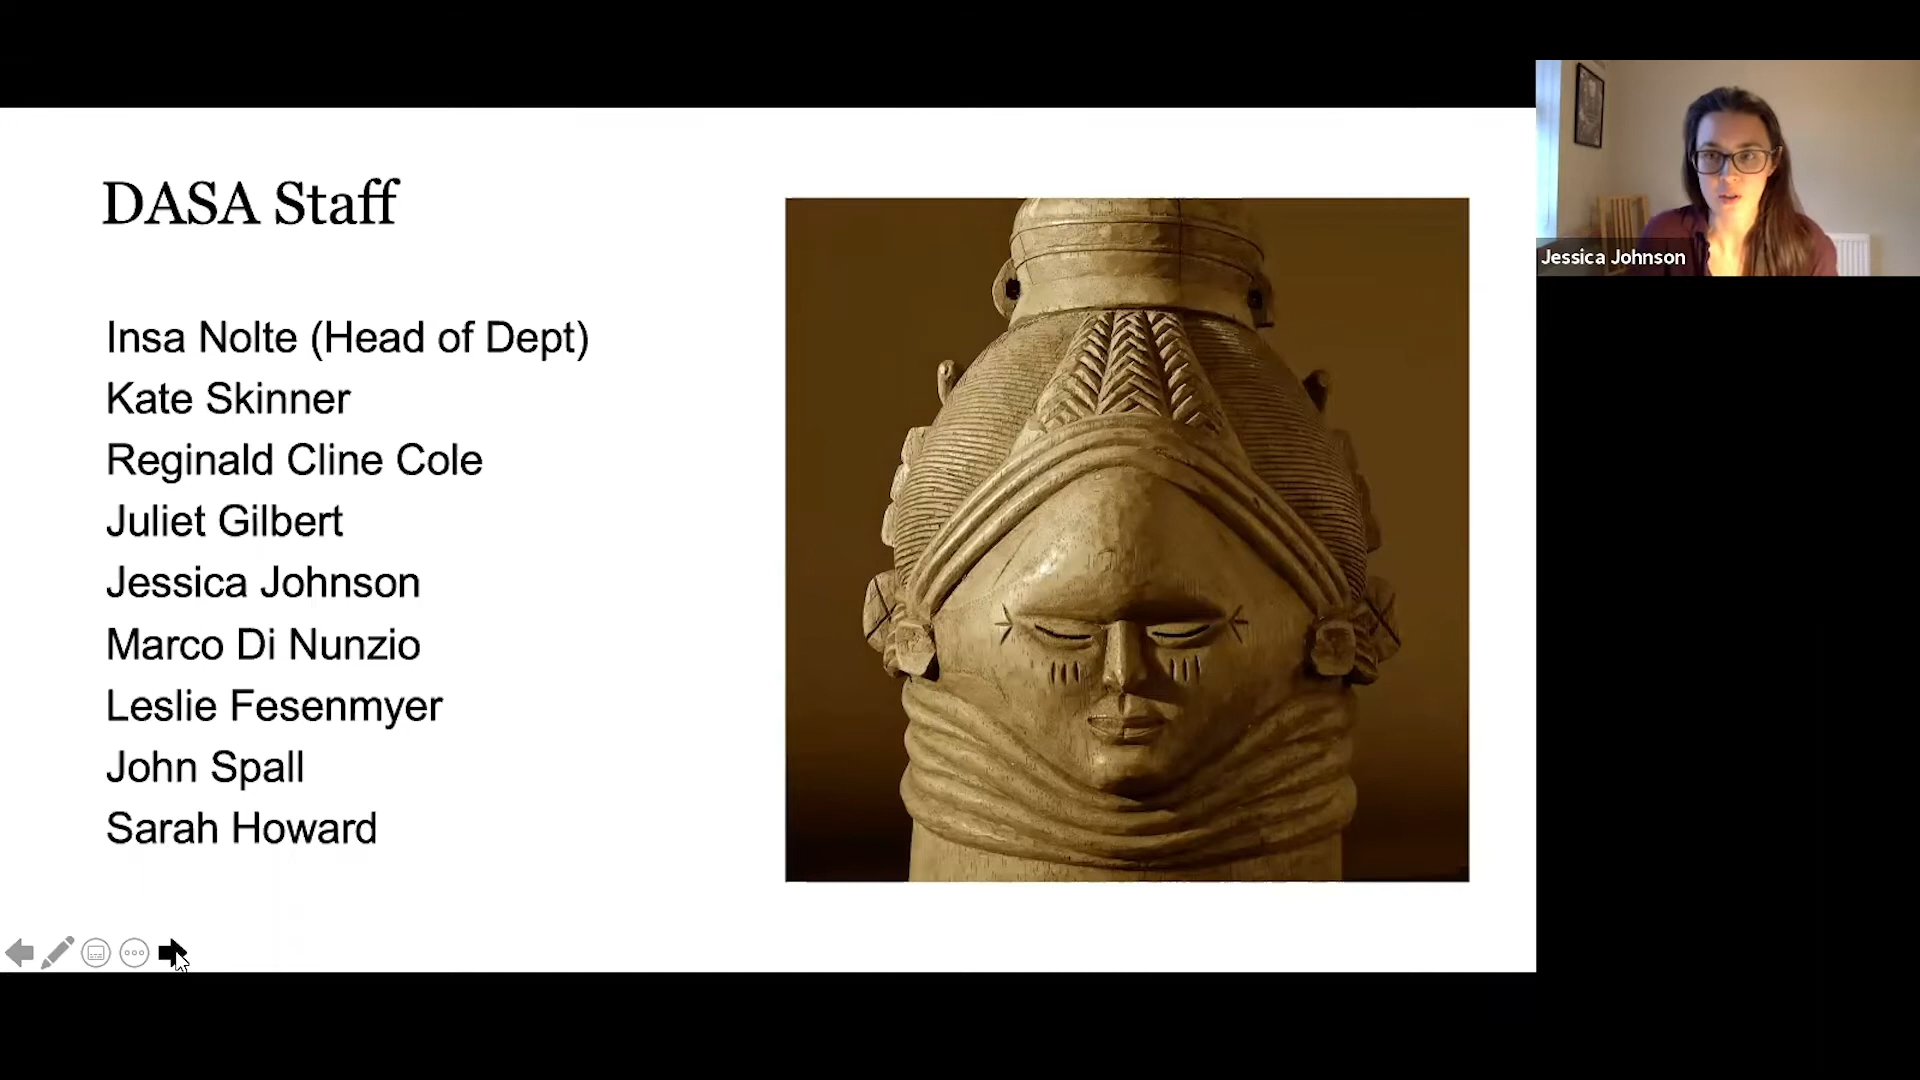 DASA Staff
Insa Nolte (Head of Dept)
Kate Skinner
Reginald Cline Cole
Juliet Gilbert
Jessica Johnson
Marco Di Nunzio
Leslie Fesenmyer
John Spall
Sarah Howard
Jessica Johnson